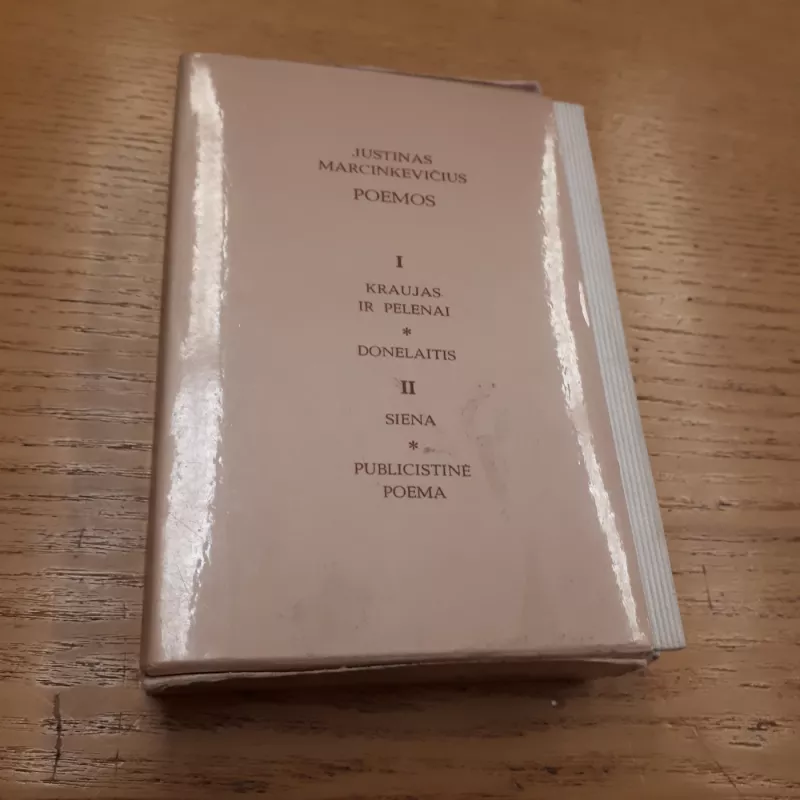 JUSTINAS
MARCINKEVIČIUS
POEMOS
I
KRAUJAS
IR PELENAI
*
DONELAITIS
II
SIENA
*
PUBLICISTINĖ
POEMA